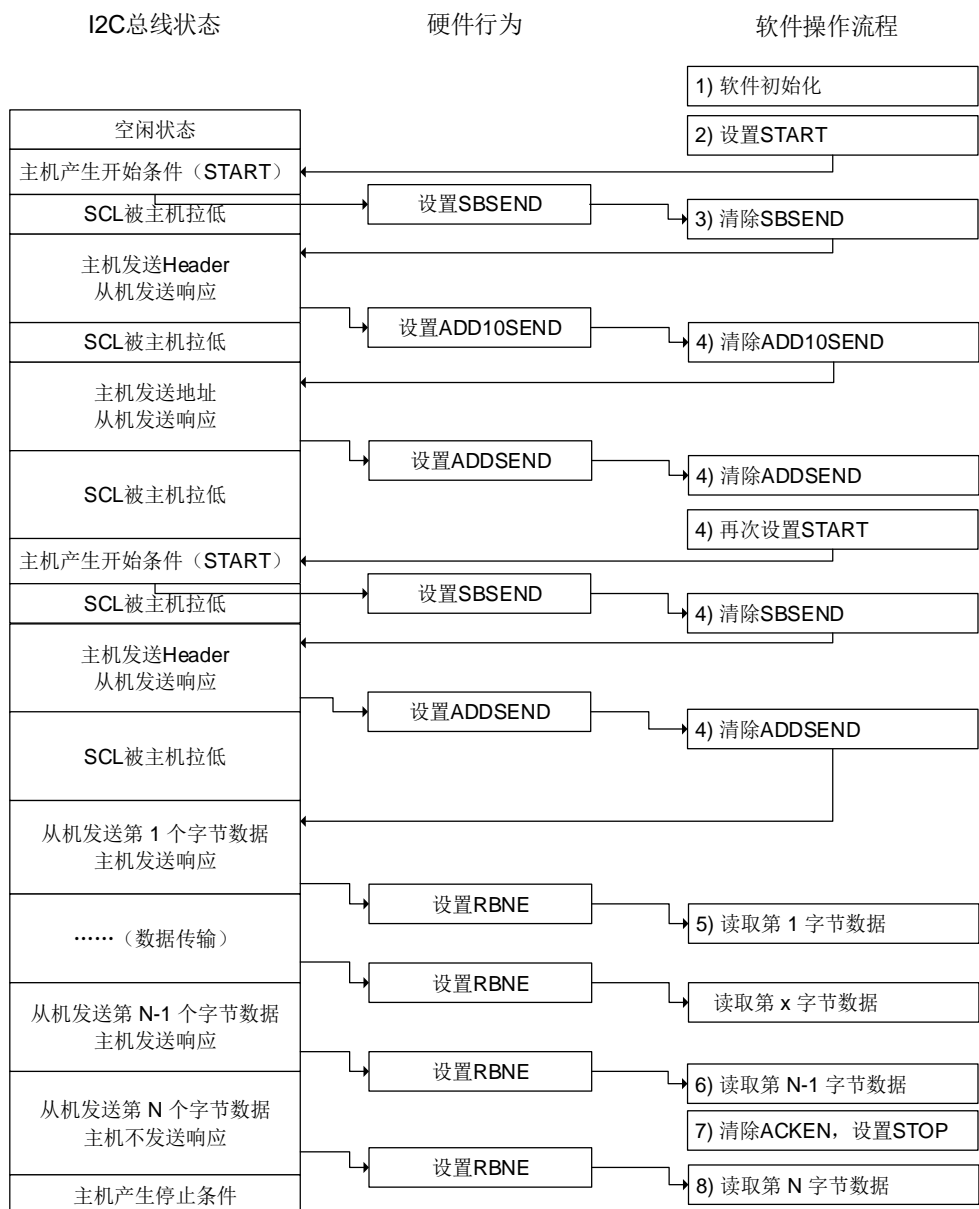 I2C总线状态
硬件行为
软件操作流程
1) 软件初始化
空闲状态
2) 设置START
主机产生开始条件（START）
设置SBSEND
SCL被主机拉低
3) 清除SBSEND
主机发送Header
从机发送响应
设置ADD10SEND
SCL被主机拉低
4) 清除ADD10SEND
主机发送地址
从机发送响应
设置ADDSEND
4) 清除ADDSEND
SCL被主机拉低
4) 再次设置START
主机产生开始条件（START）
设置SBSEND
SCL被主机拉低
4) 清除SBSEND
主机发送Header
从机发送响应
设置ADDSEND
4) 清除ADDSEND
SCL被主机拉低
从机发送第 1 个字节数据
主机发送响应
设置RBNE
5) 读取第 1 字节数据
……（数据传输）
设置RBNE
读取第 x 字节数据
从机发送第 N-1 个字节数据
主机发送响应
设置RBNE
6) 读取第 N-1 字节数据
从机发送第 N 个字节数据
主机不发送响应
7) 清除ACKEN，设置STOP
设置RBNE
8) 读取第 N 字节数据
主机产生停止条件